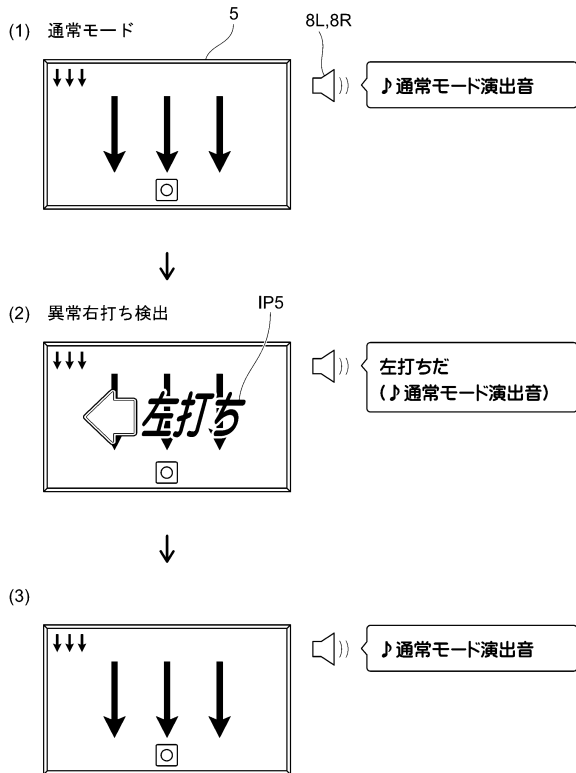 (1) 通常モード
5
8L,8R
♪通常モード演出音
(2) 異常右打ち検出
IP5
左打ち
左打ちだ
(♪通常モード演出音)
(3)
♪通常モード演出音